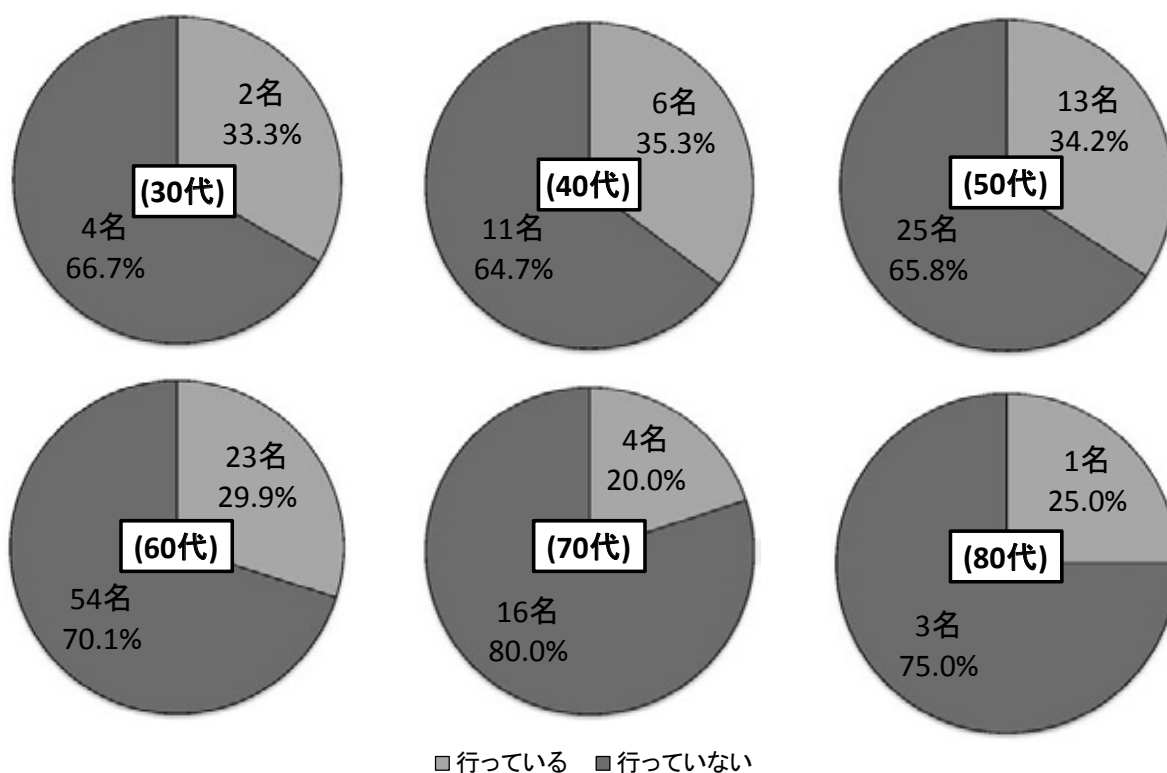 2名
33.3%
(30代)
4名
66.7%
6名
35.3%
(40代)
11名
64.7%
13名
34.2%
(50代)
25名
65.8%
23名
29.9%
(60代)
54名
70.1%
4名
20.0%
(70代)
16名
80.0%
1名
25.0%
(80代)
3名
75.0%
行っている 行っていない